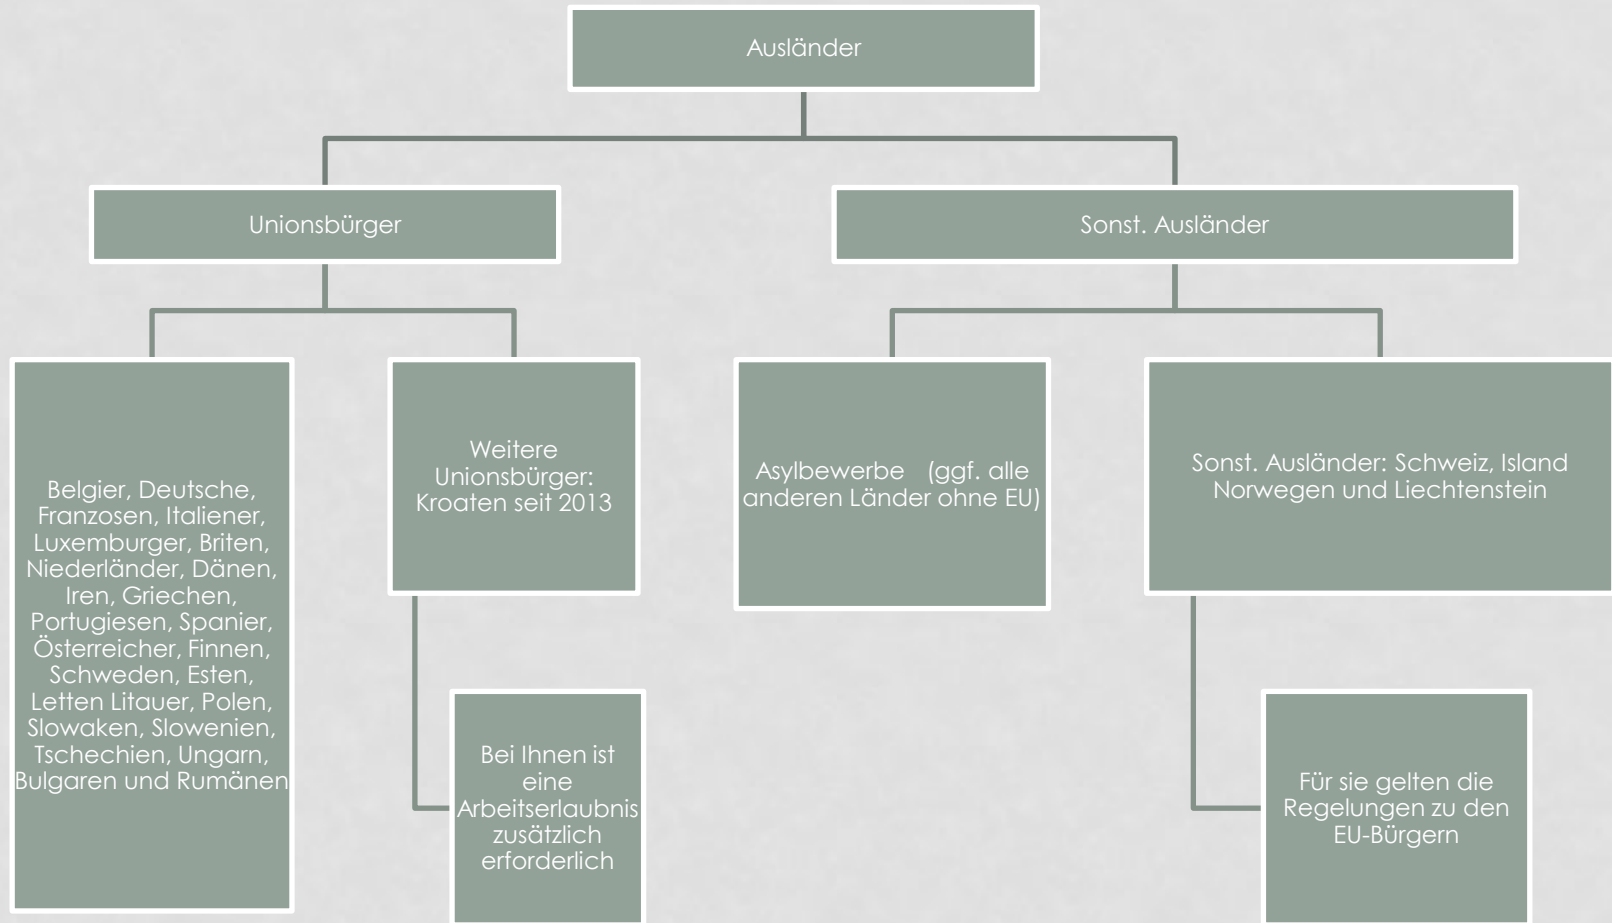 Ausländer
Unionsbürger
Sonst. Ausländer
Belgier, Deutsche,
Franzosen, Italiener,
Luxemburger, Briten,
Niederländer, Dänen,
Iren, Griechen,
Portugiesen, Spanier,
Österreicher, Finnen,
Schweden, Esten,
Letten Litauer, Polen,
Slowaken, Slowenien,
Tschechien, Ungarn,
Bulgaren und Rumänen
Weitere
Unionsbürger:
Kroaten seit 2013
Bei Ihnen ist
eine
Arbeitserlaubnis
zusätzlich
erforderlich
Asylbewerbe (ggf. alle
anderen Länder ohne EU)
Sonst. Ausländer: Schweiz, Island
Norwegen und Liechtenstein
Für sie gelten die
Regelungen zu den
EU-Bürgern